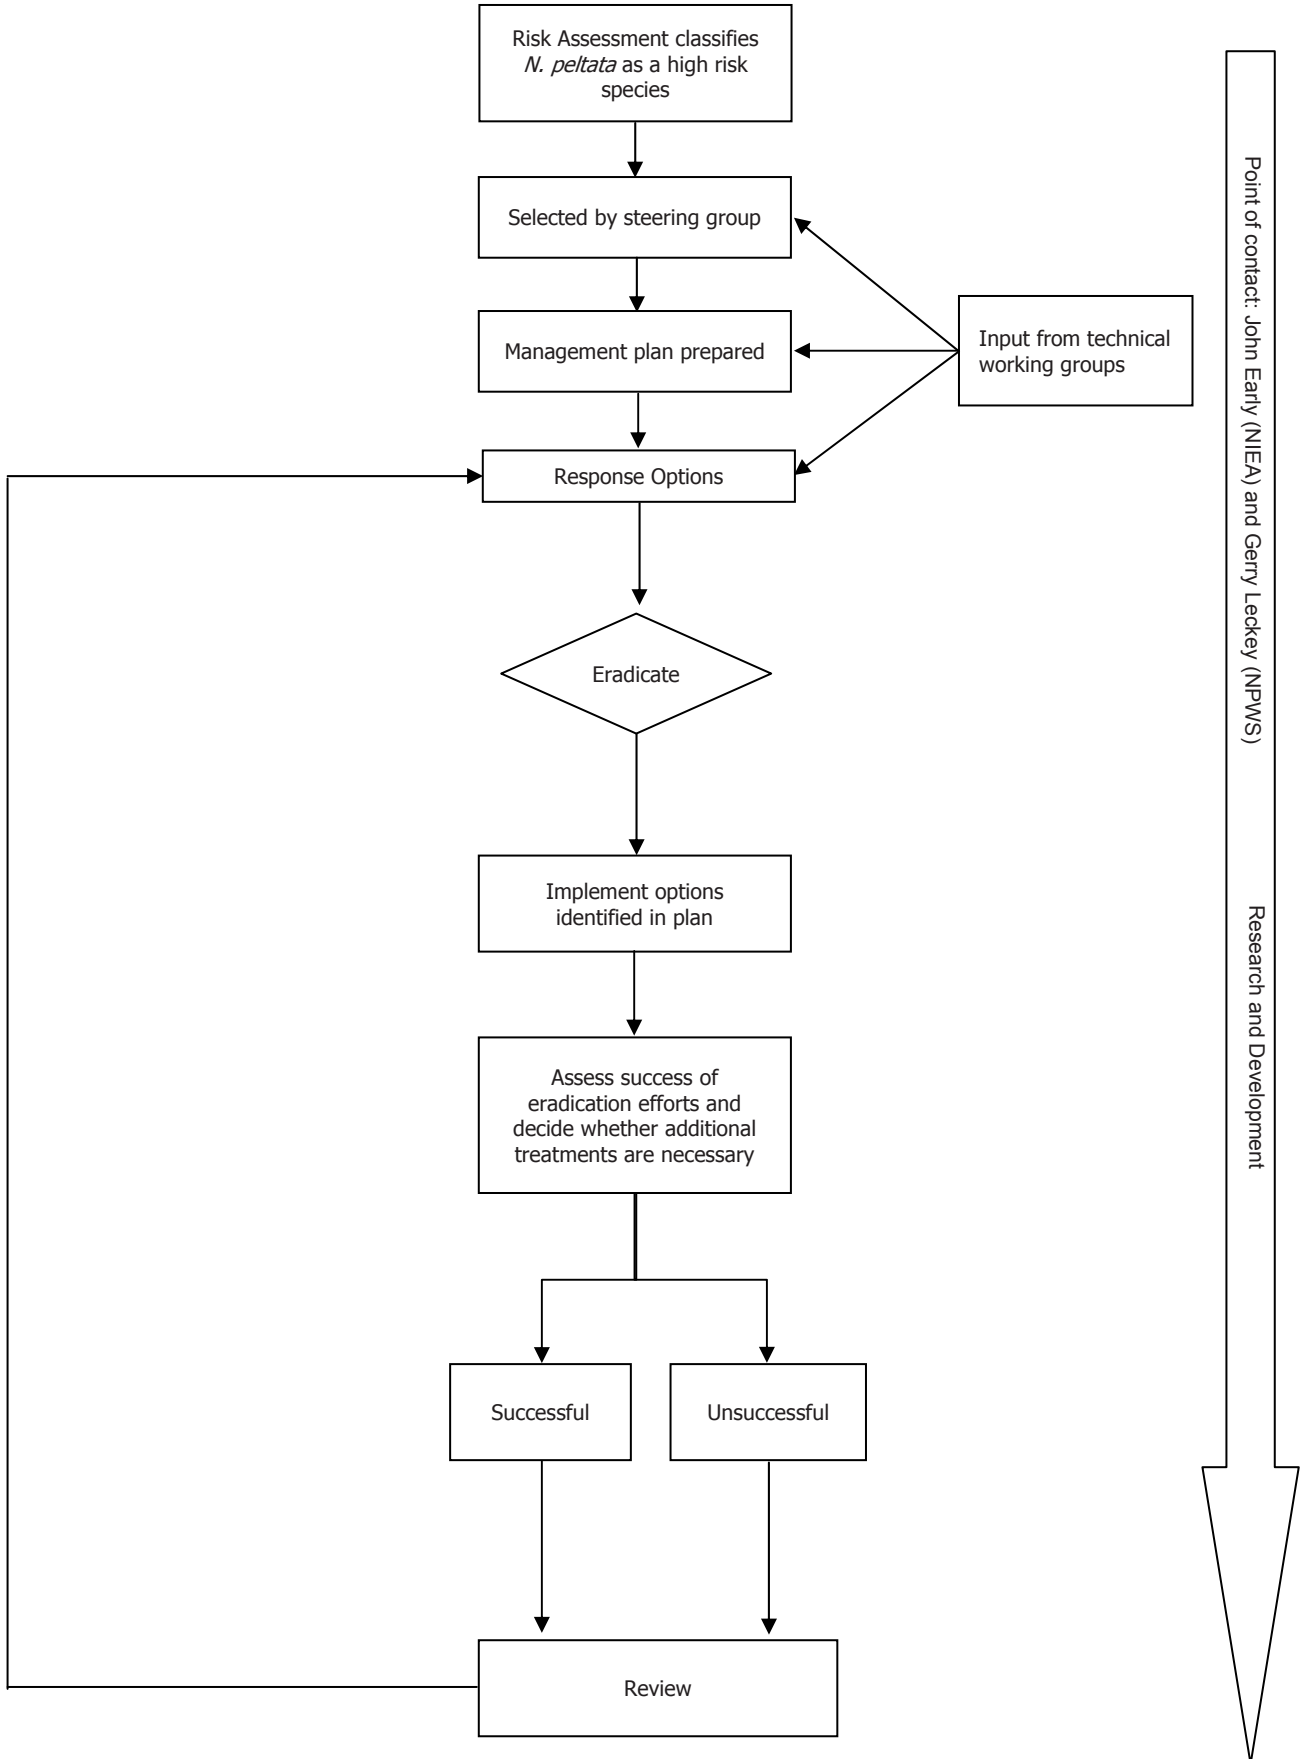 Risk Assessment classifies
N. peltata as a high risk
species
Selected by steering group
Management plan prepared
Input from technical
working groups
Response Options
Eradicate
Implement options
identified in plan
Assess success of
eradication efforts and
decide whether additional
treatments are necessary
Successful
Unsuccessful
Review
Point of contact: John Early (NIEA) and Gerry Leckey (NPWS)
Research and Development